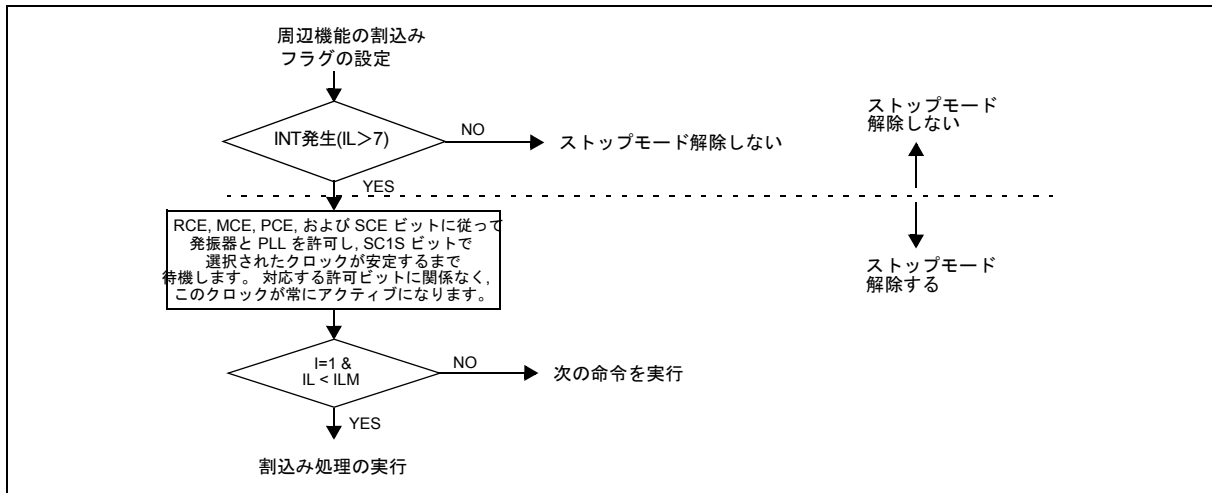 周辺機能の割込み
フラグの設定
INT発生(IL>7)
NO
ストップモード解除しない
ストップモード
解除しない
YES
RCE, MCE, PCE, および SCE ビットに従って
発振器と PLL を許可し, SC1S ビットで
選択されたクロックが安定するまで
待機します。 対応する許可ビットに関係なく,
このクロックが常にアクティブになります。
ストップモード
解除する
I=1 &
IL < ILM
NO
次の命令を実行
YES
割込み処理の実行